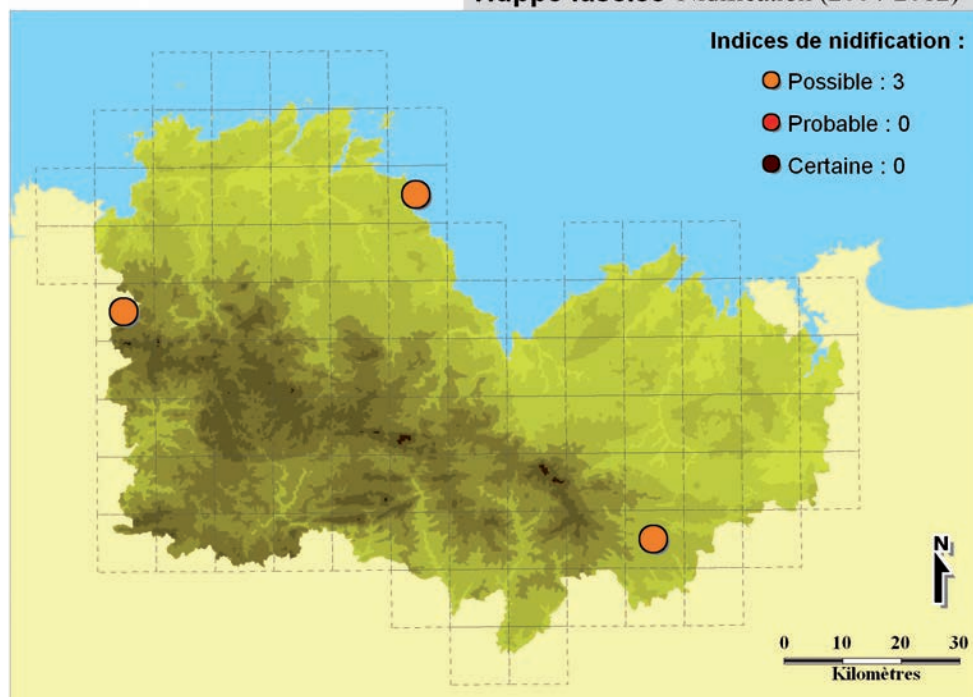 Indices de nidification :
Possible : 3
Probable : 0
Certaine : 0
N
0 10 20 30
Kilomètres